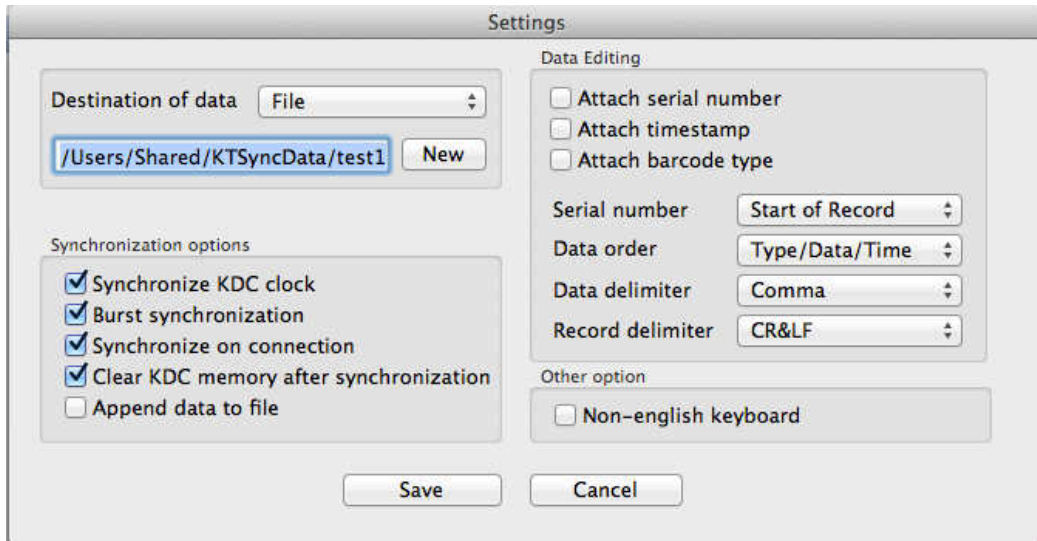 Settings
Destination of data File
/Users/Shared/KTSyncData/test1 New
Synchronization options
Synchronize KDC clock
Burst synchronization
Synchronize on connection
Clear KDC memory after synchronization
Append data to file
Data Editing
Attach serial number
Attach timestamp
Attach barcode type
Serial number Start of Record
Data order Type/Data/Time
Data delimiter Comma
Record delimiter CR&LF
Other option
Non-english keyboard
Save Cancel